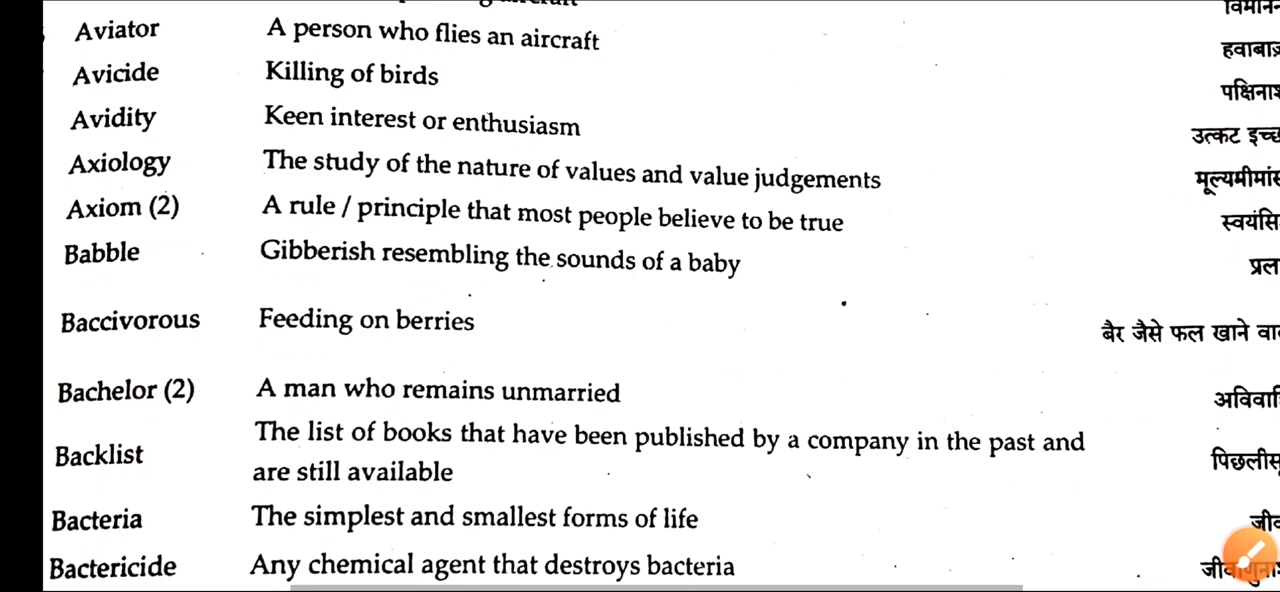 Aviator A person who flies an aircraft
Avicide Killing of birds
Avidity Keen interest or enthusiasm उत्कट
Axiology The study of the nature of values and value judgements
Axiom (2) A rule / principle that most people believe to be true
Babble Gibberish resembling the sounds of a baby
Baccivorous Feeding on berries बैर जैसे फल खाने
Bachelor (2) A man who remains unmarried
The list of books that have been published by a company in the past and
Backlist are still available
Bacteria The simplest and smallest forms of life
Bactericide Any chemical agent that destroys bacteria